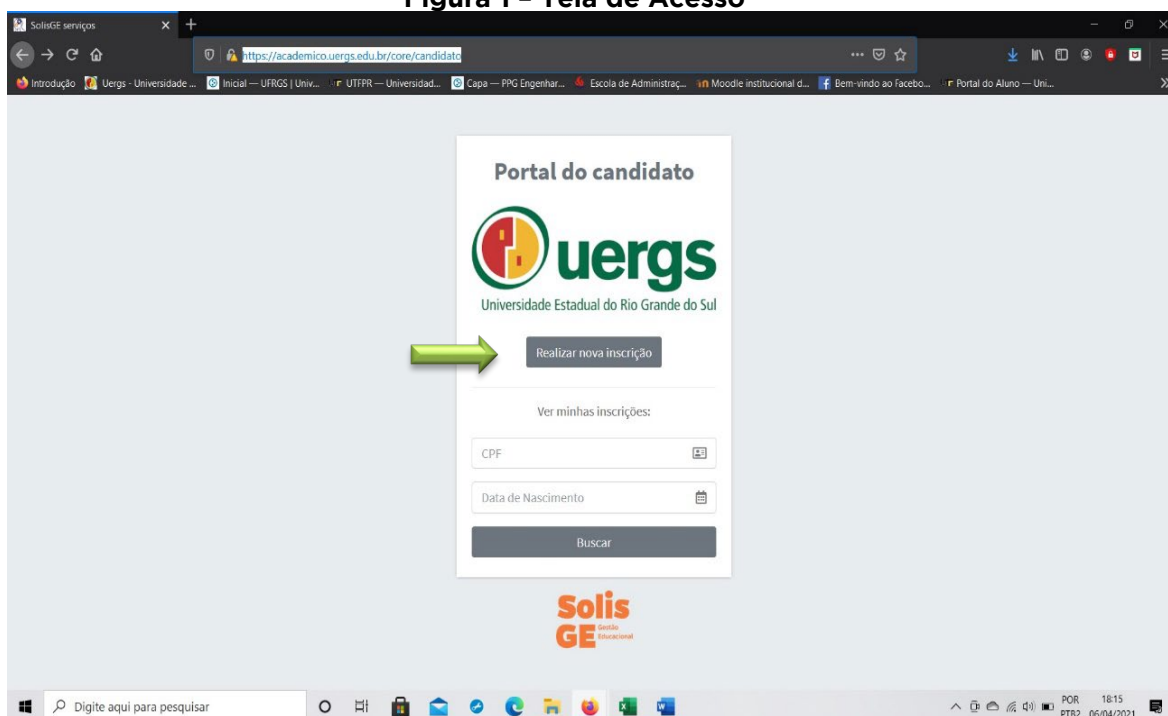 Figura 1 – Tela de Acesso
SolisGE serviços
https://academico.uergs.edu.br/core/candidato
Introdução Uergs - Universidade ... Inicial — UFRGS | Univ... UTFPR — Universidad... Capa — PPG Engenhar... Escola de Administraç... Moodle institucional d... Bem-vindo ao Facebo... Portal do Aluno — Uni...
Portal do candidato
uergs
Universidade Estadual do Rio Grande do Sul
Realizar nova inscrição
Ver minhas inscrições:
CPF
Data de Nascimento
Buscar
Solis
GE Gestão
Educacional
Digite aqui para pesquisar
POR 18:15
PTB2 06/04/2021